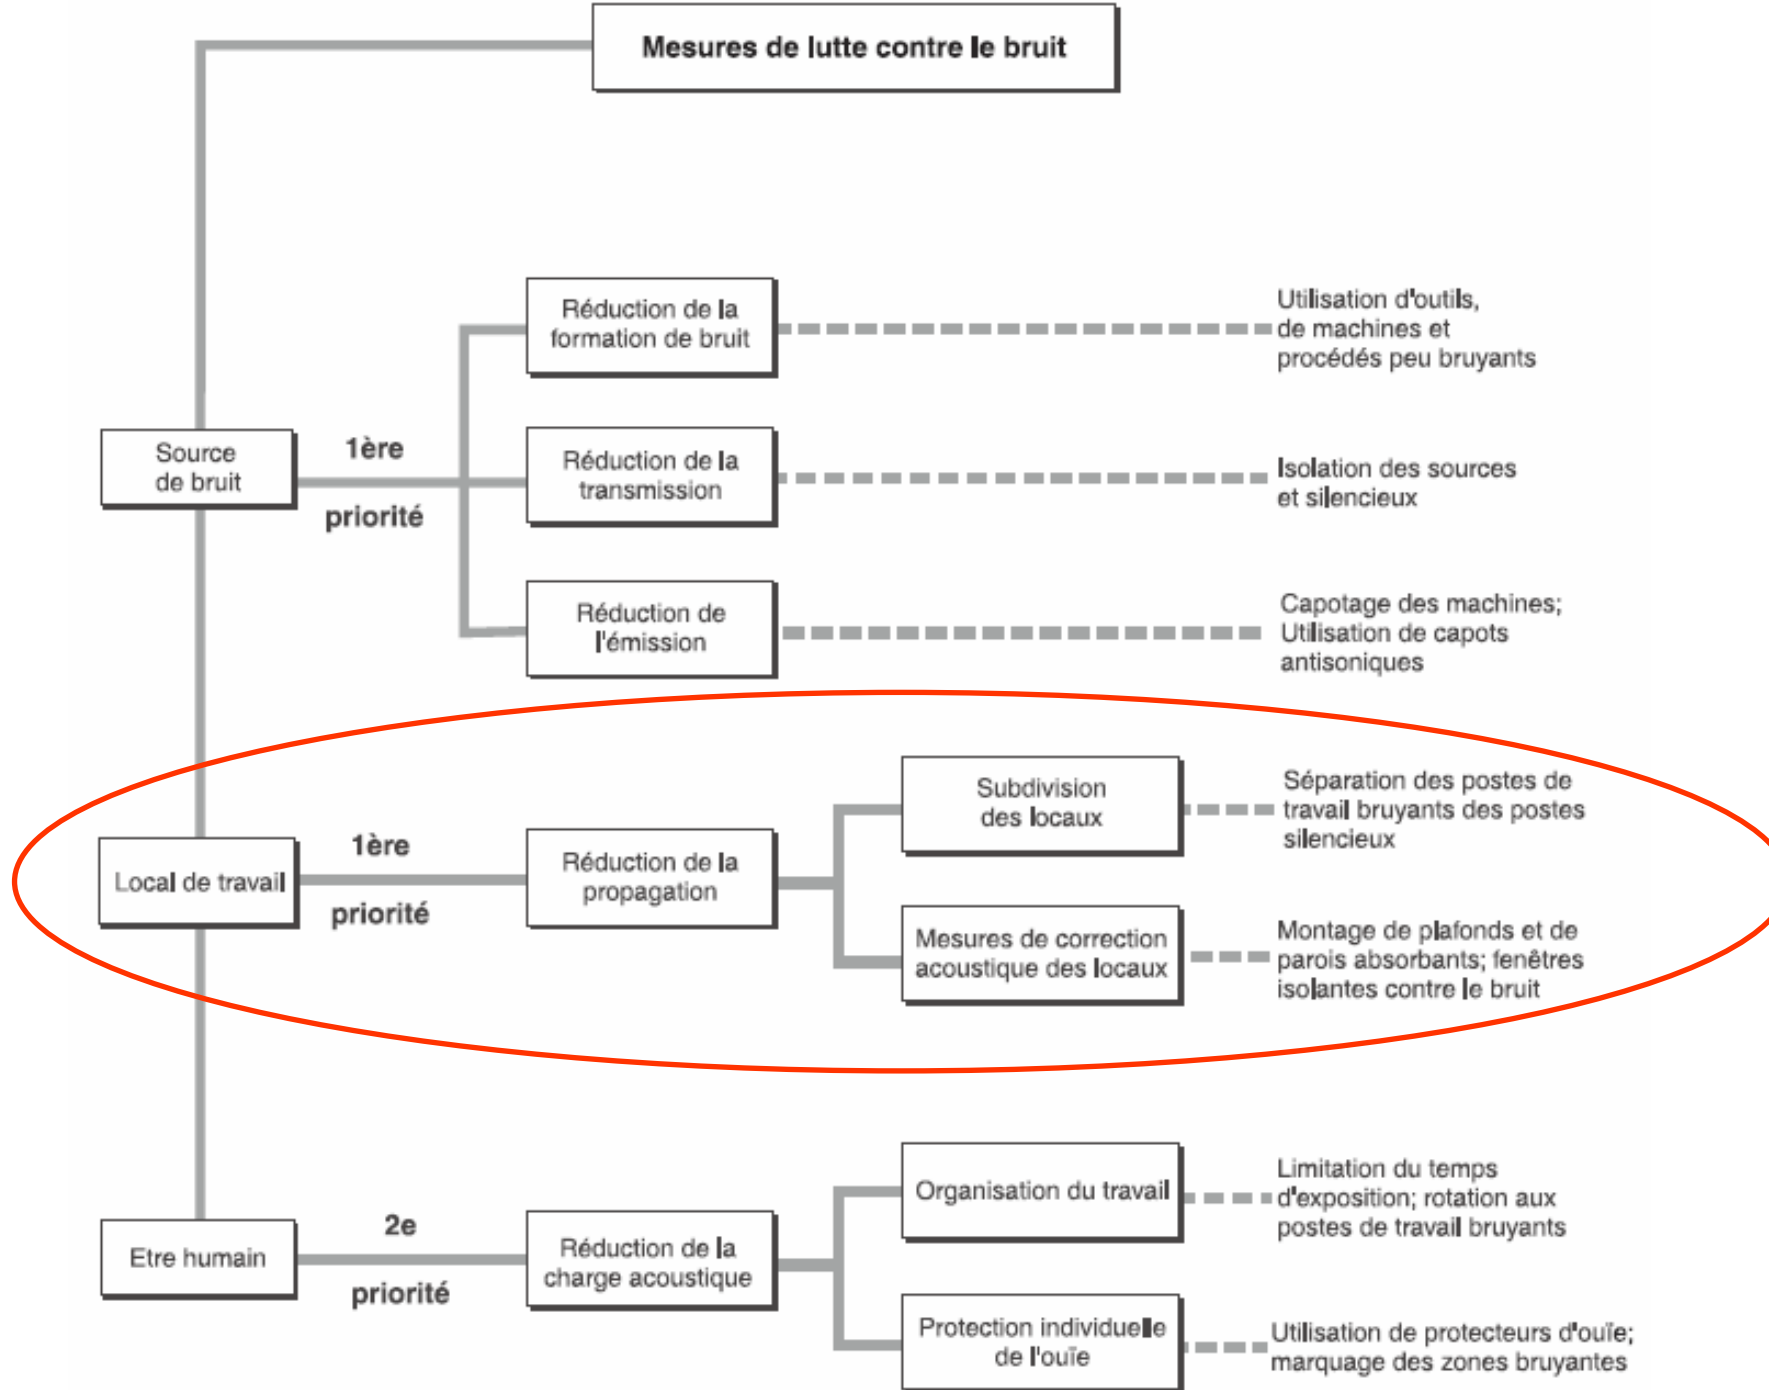 Mesures de lutte contre le bruit
Réduction de la
formation de bruit
Utilisation d'outils,
de machines et
procédés peu bruyants
Source
de bruit
1ère
priorité
Réduction de la
transmission
Isolation des sources
et silencieux
Réduction de
l'émission
Capotage des machines;
Utilisation de capots
antisoniques
Local de travail
1ère
priorité
Réduction de la
propagation
Subdivision
des locaux
Séparation des postes de
travail bruyants des postes
silencieux
Mesures de correction
acoustique des locaux
Montage de plafonds et de
parois absorbants; fenêtres
isolantes contre le bruit
Etre humain
2e
priorité
Réduction de la
charge acoustique
Organisation du travail
Limitation du temps
d'exposition; rotation aux
postes de travail bruyants
Protection individuelle
de l'ouïe
Utilisation de protecteurs d'ouïe;
marquage des zones bruyantes